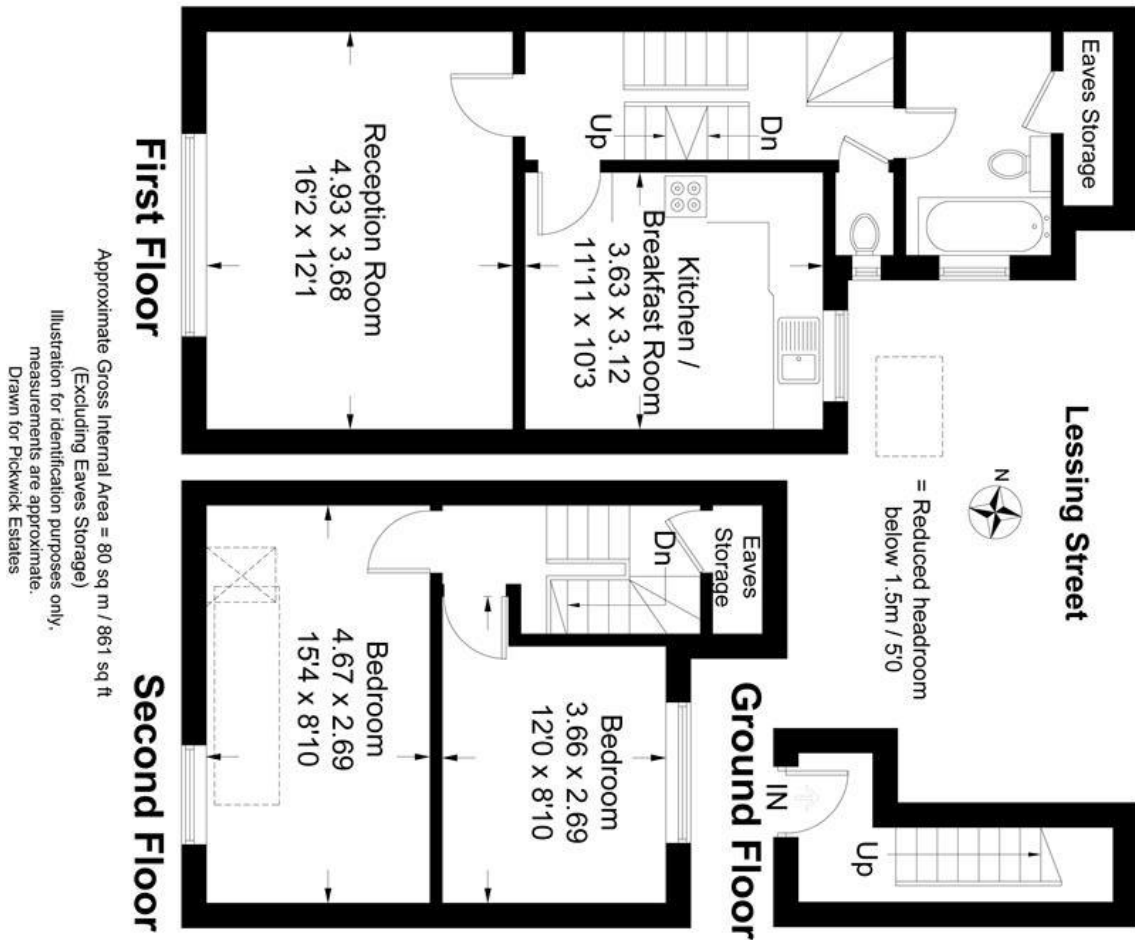 Lessing Street
N
= Reduced headroom
below 1.5m / 5'0
Eaves Storage
Dn
Up
Kitchen /
Breakfast Room
3.63 x 3.12
11'11 x 10'3
Reception Room
4.93 x 3.68
16'2 x 12'1
First Floor
IN
Up
Ground Floor
Eaves
Storage
Dn
Bedroom
3.66 x 2.69
12'0 x 8'10
Bedroom
4.67 x 2.69
15'4 x 8'10
Second Floor
Approximate Gross Internal Area = 80 sq m / 861 sq ft
(Excluding Eaves Storage)
Illustration for identification purposes only,
measurements are approximate.
Drawn for Pickwick Estates